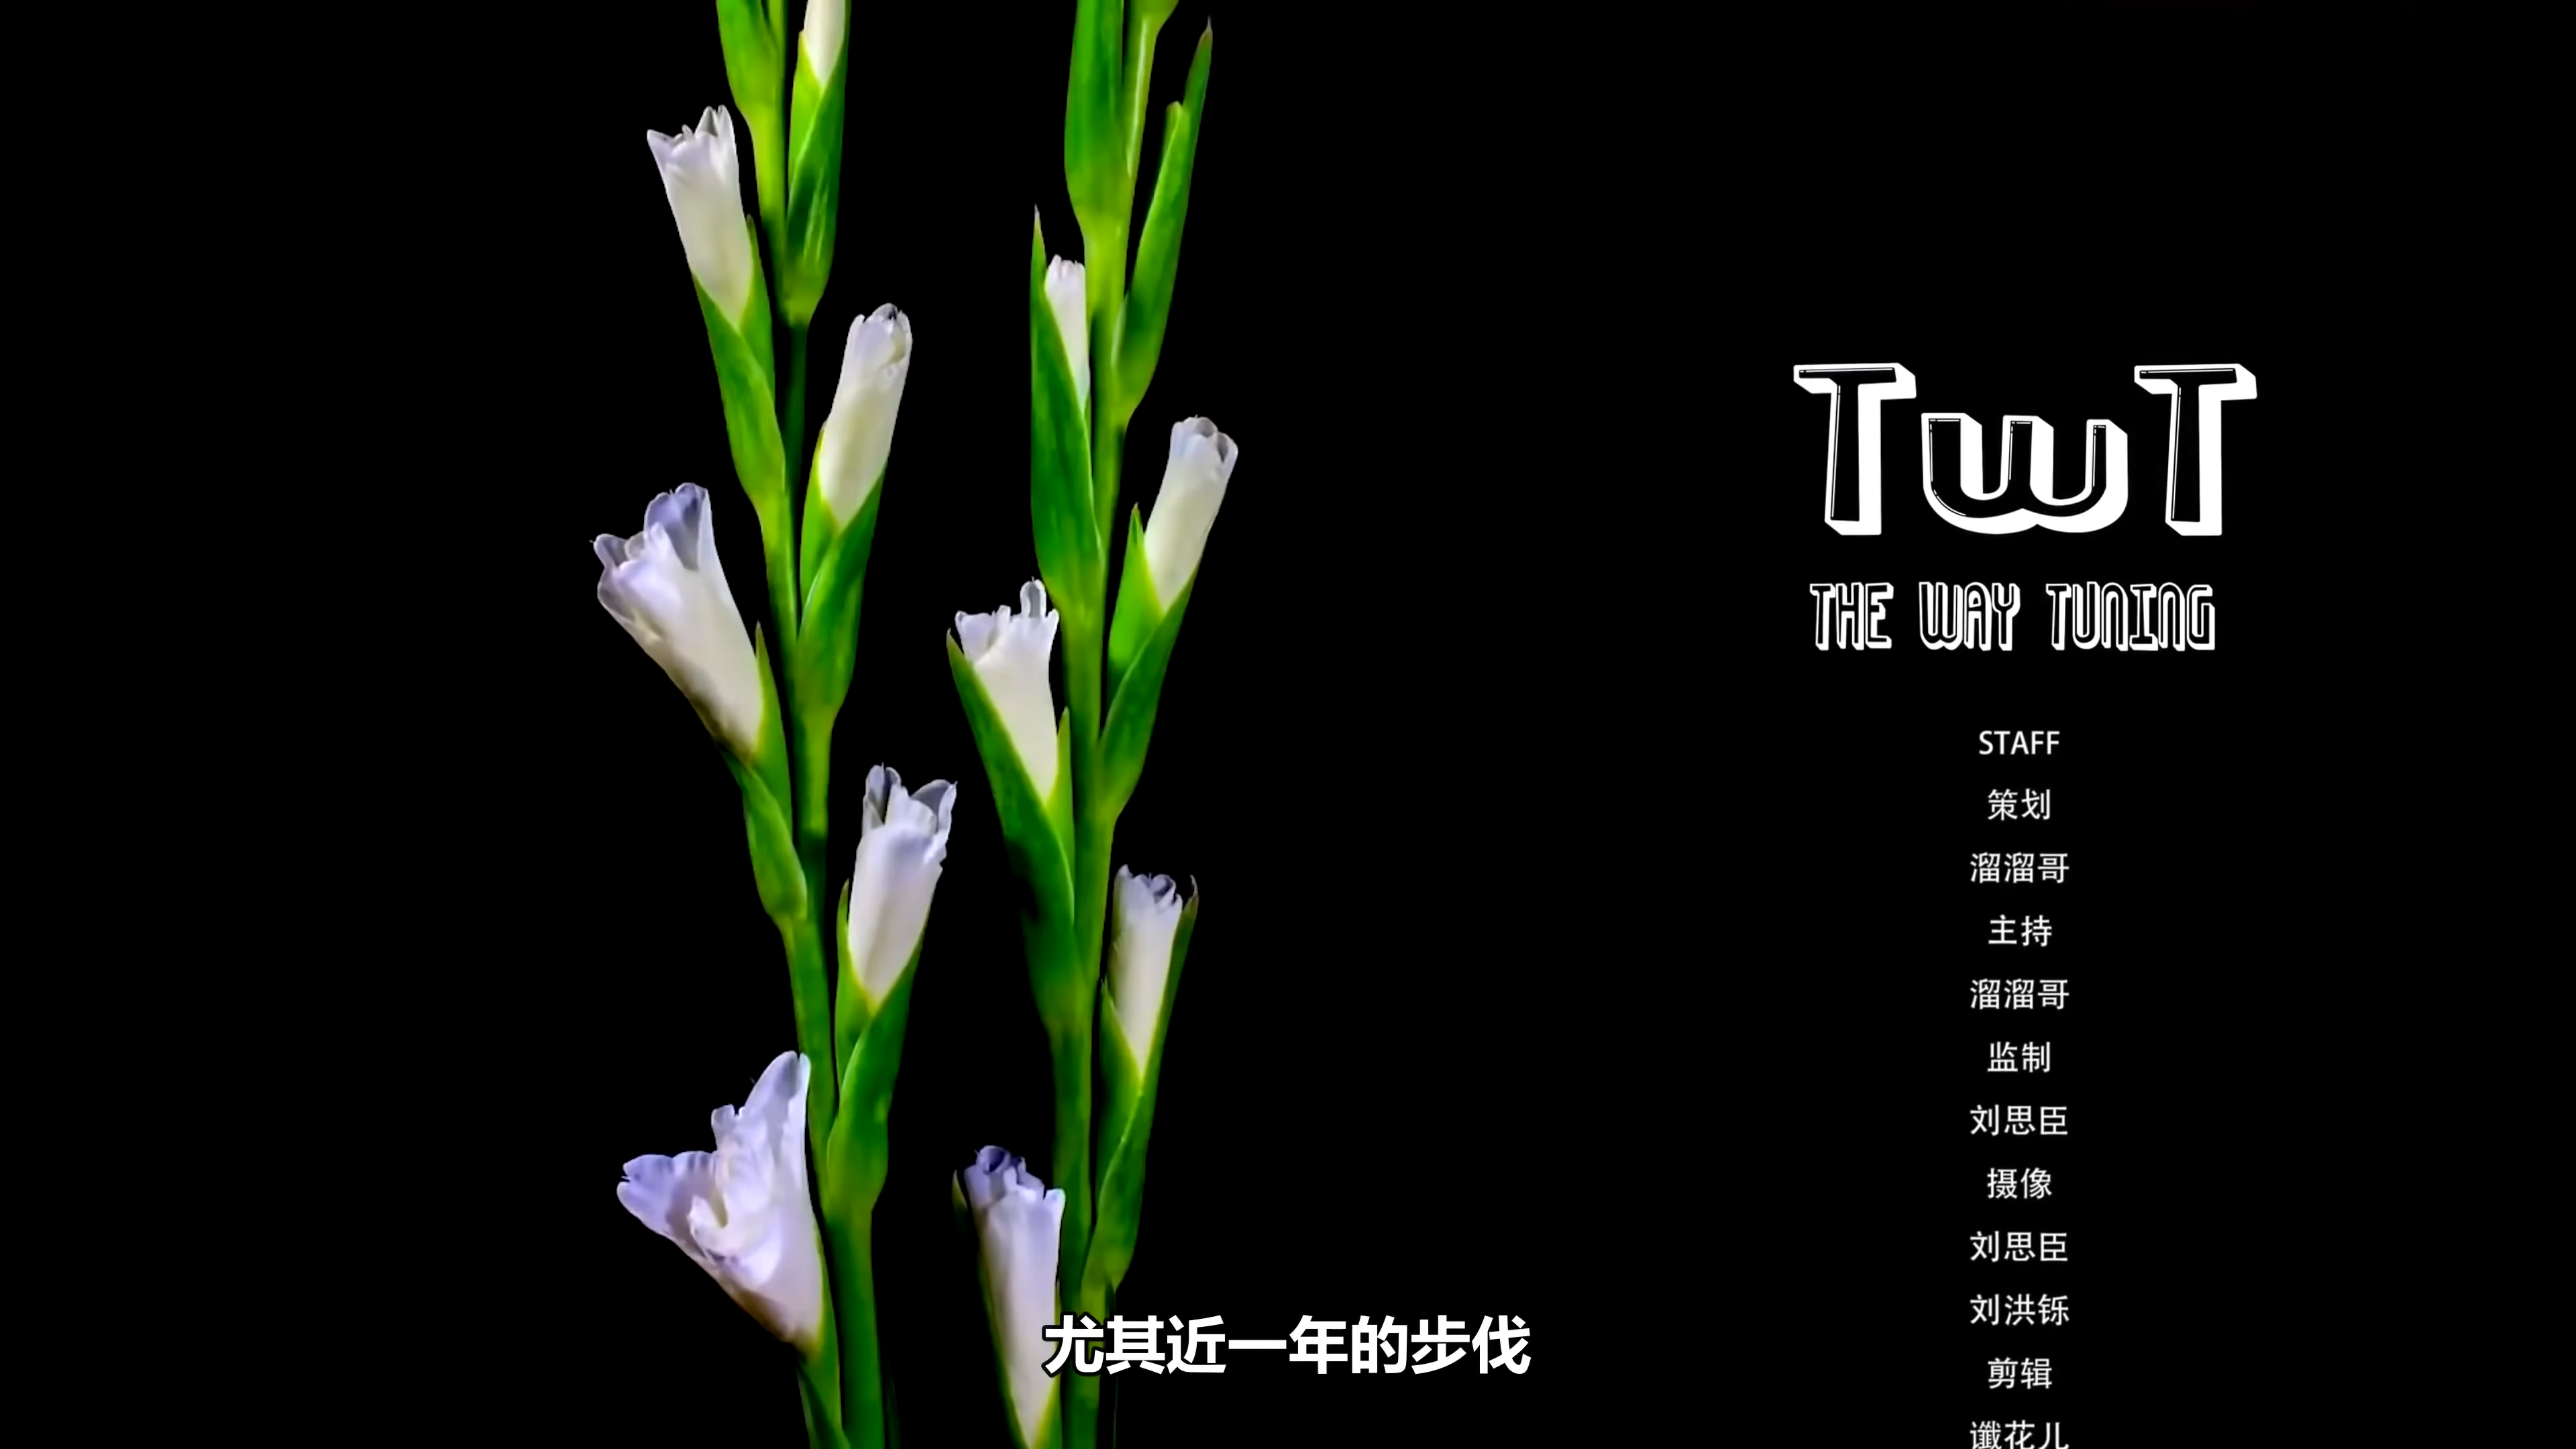 TwT
THE WAY TUNING
STAFF
策划
溜溜哥
主持
溜溜哥
监制
刘思臣
摄像
刘思臣
刘洪铄
剪辑
谶花儿
尤其近一年的步伐